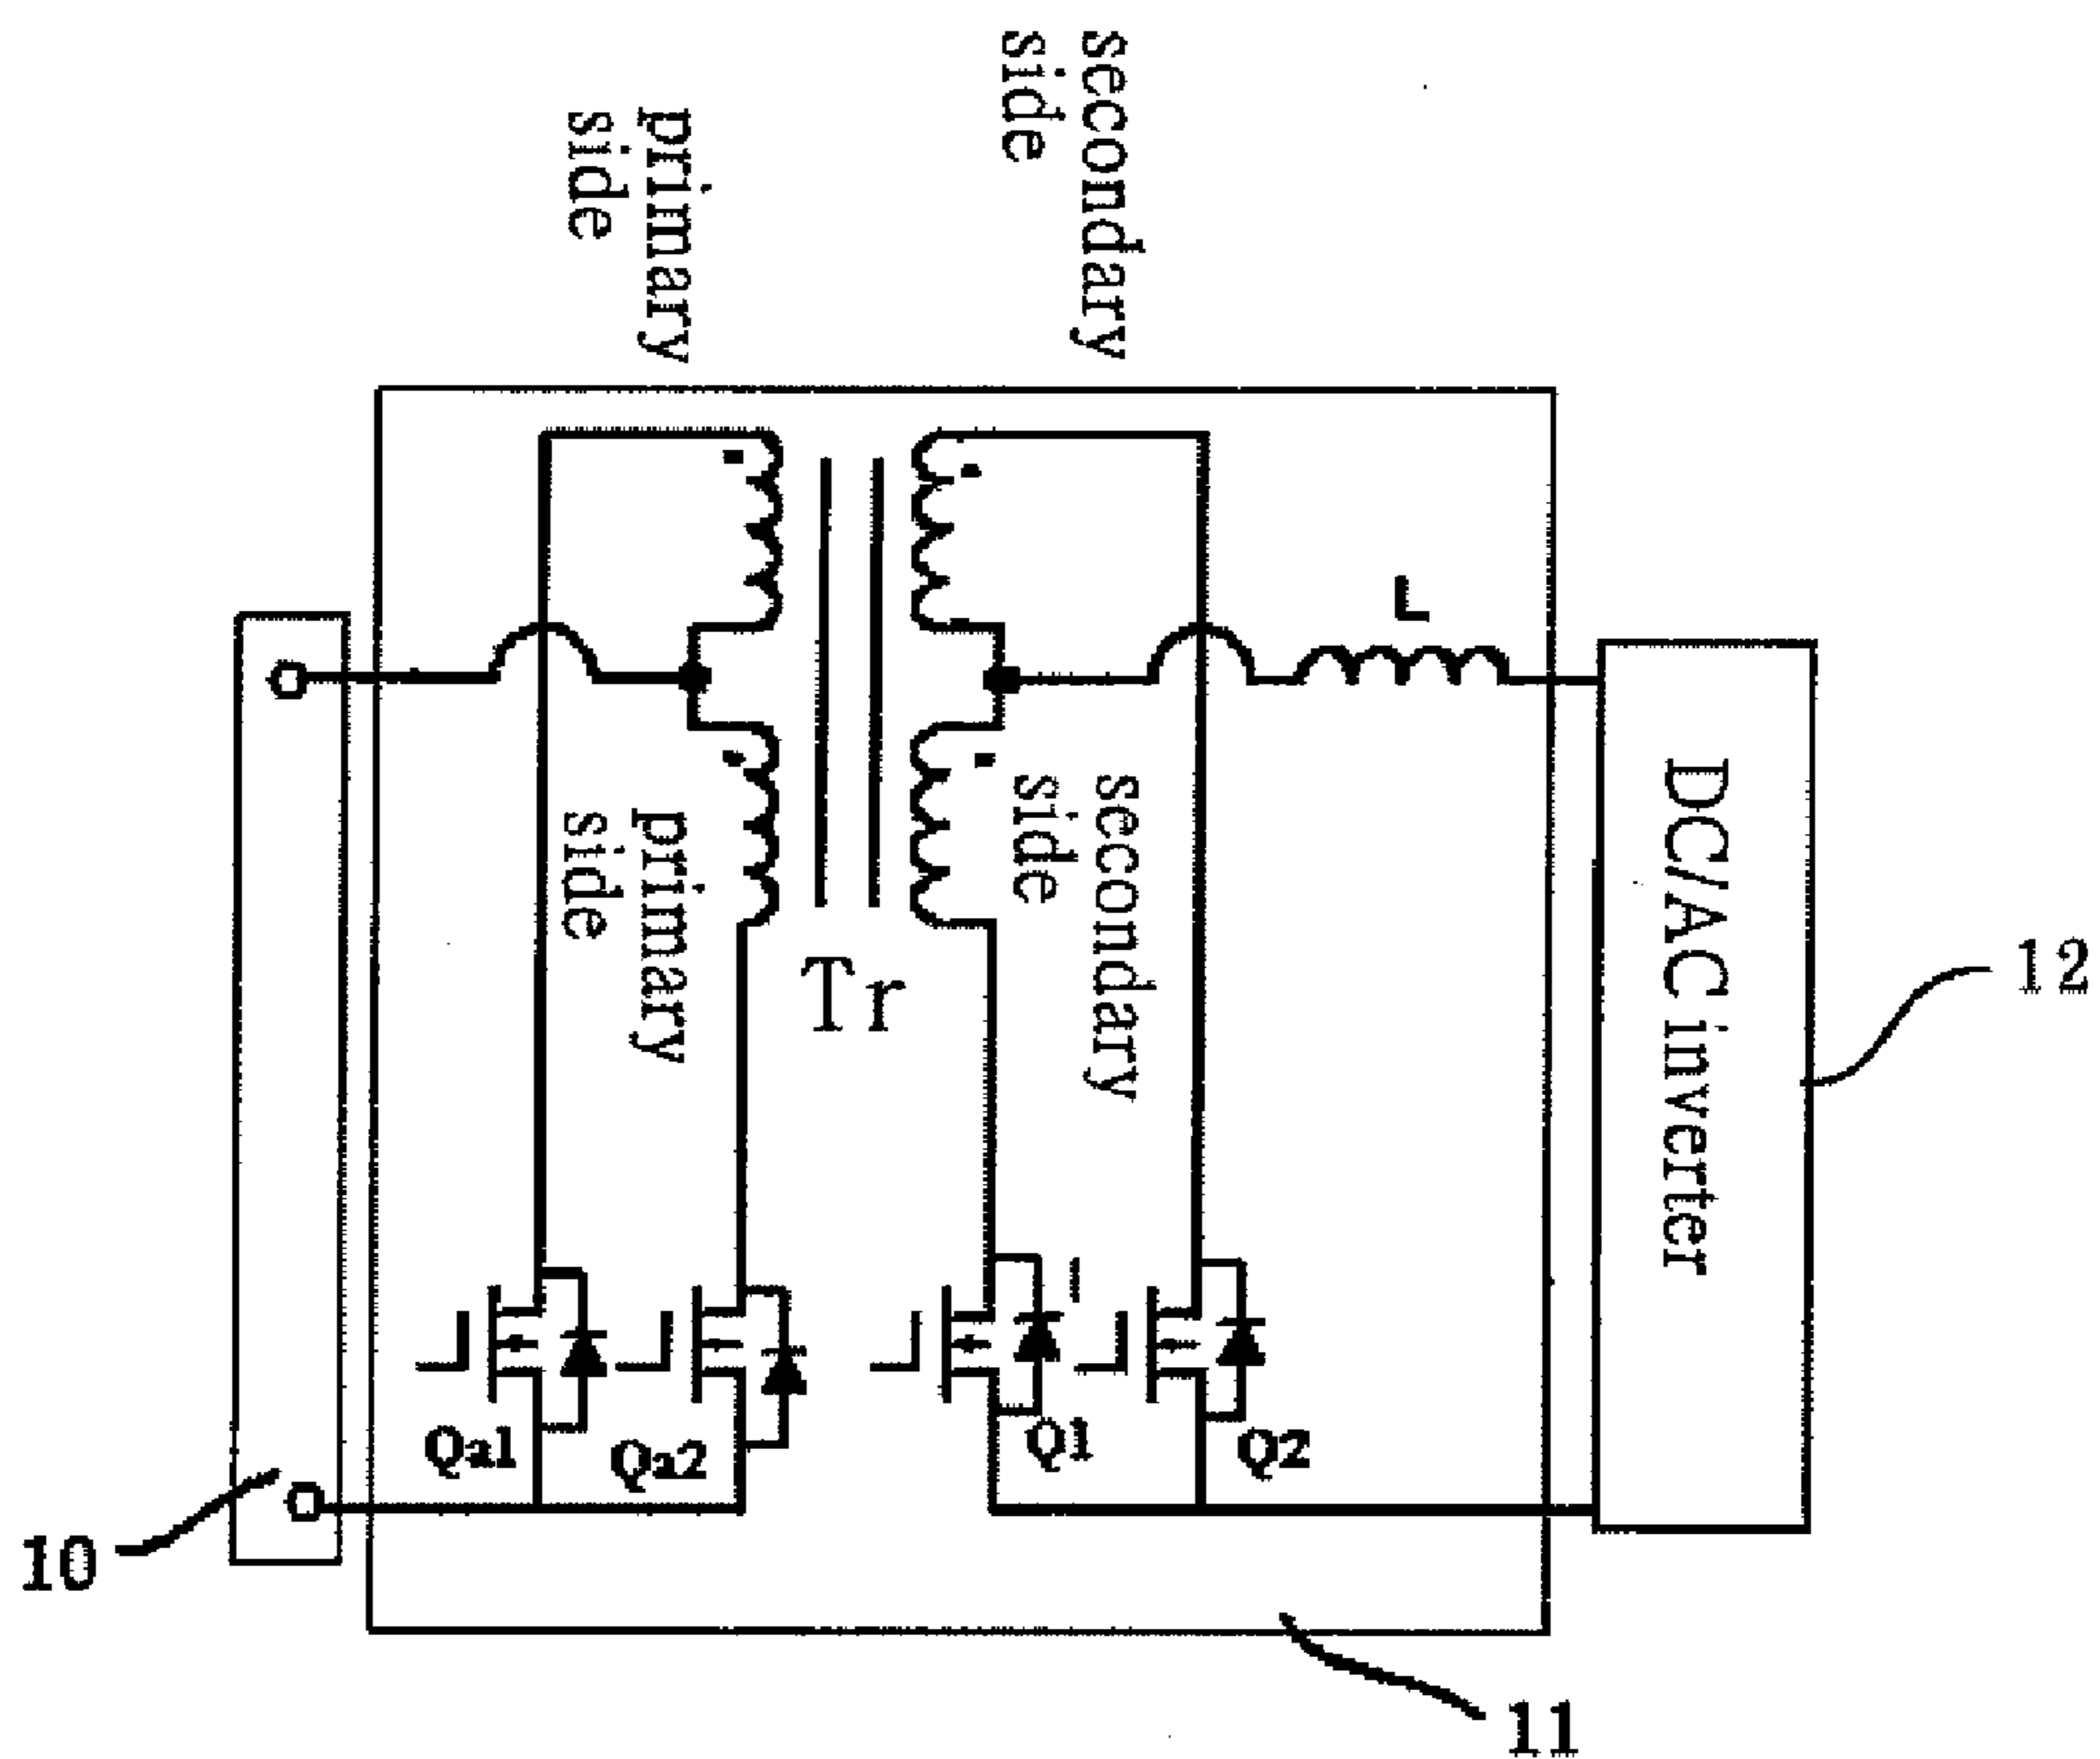 secondary
side
primary
side
L
secondary
side
primary
side
DC/AC inverter
12
Tr
Qa1
Qa2
Q1
Q2
10
11